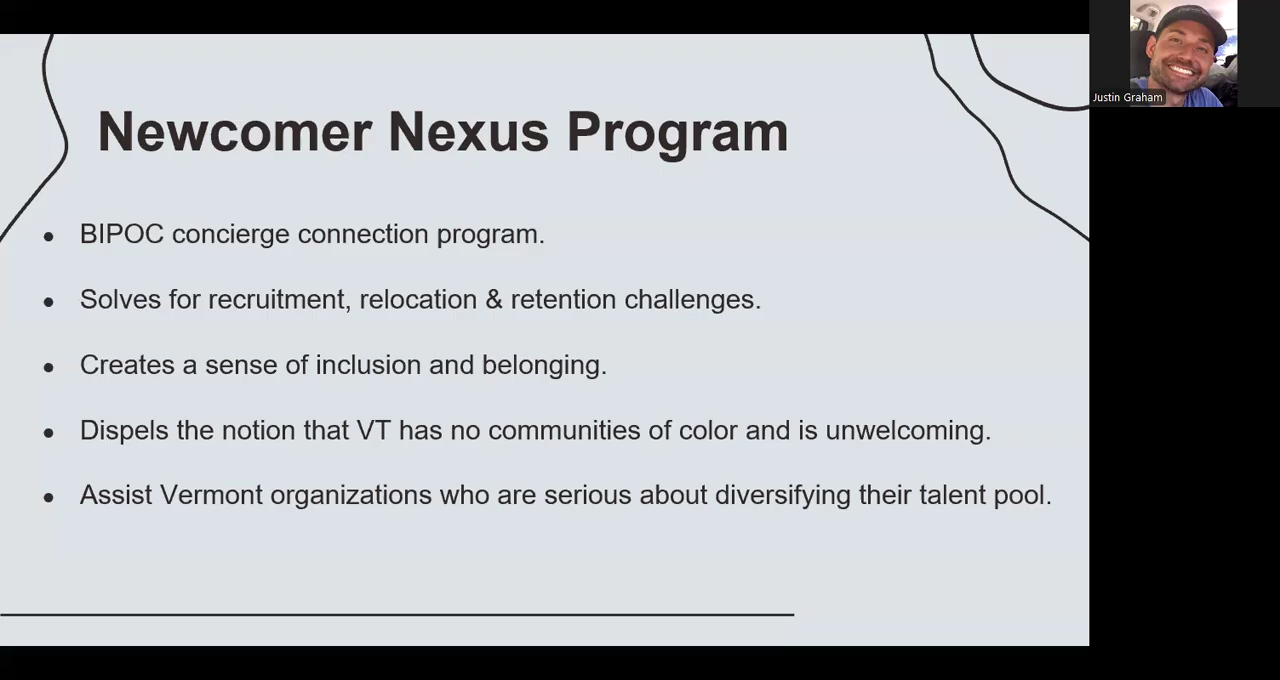 Newcomer Nexus Program
● BIPOC concierge connection program.
● Solves for recruitment, relocation & retention challenges.
● Creates a sense of inclusion and belonging.
● Dispels the notion that VT has no communities of color and is unwelcoming.
● Assist Vermont organizations who are serious about diversifying their talent pool.
Justin Graham